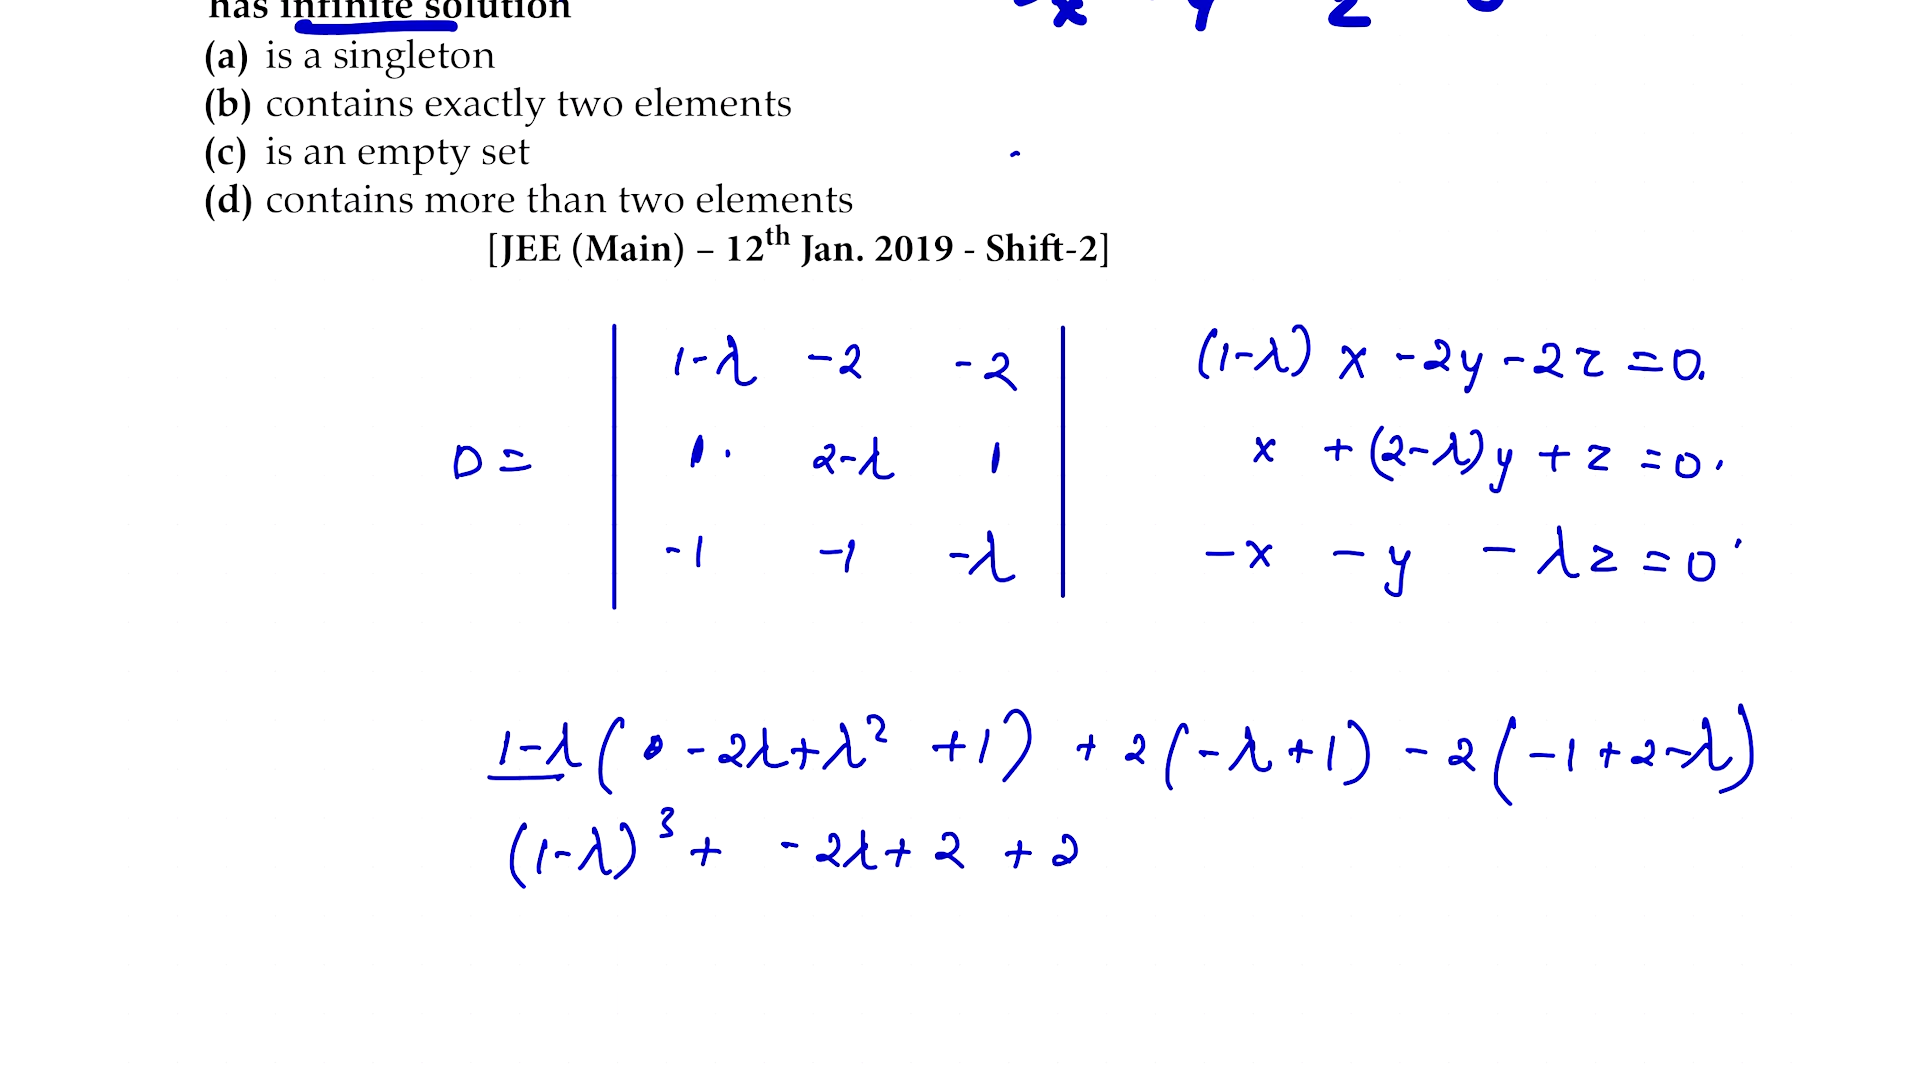 has infinite solution
x y z
(a) is a singleton
(b) contains exactly two elements
(c) is an empty set
(d) contains more than two elements
[JEE (Main) – 12th Jan. 2019 - Shift-2]
1-λ -2 -2 (1-λ) x -2y -2z = 0.
D = 1 2-λ 1 x + (2-λ)y + z = 0.
-1 -1 -λ -x - y - λz = 0
1-λ ( -2λ+λ² +1) + 2(-λ+1) - 2(-1+2-λ)
(1-λ)³ + -2λ + 2 + 2